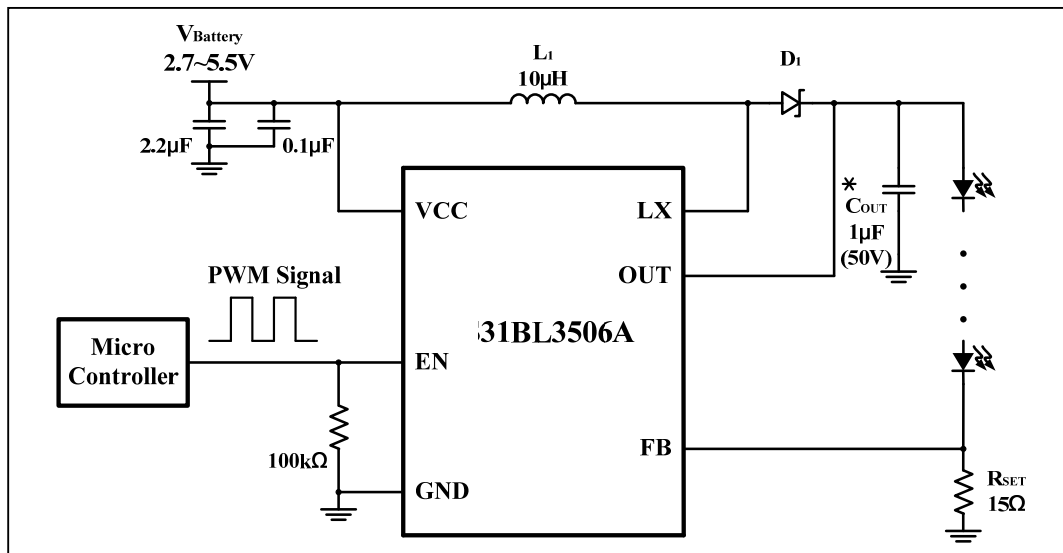 VBattery
2.7~5.5V
L1
10μH
D1
2.2μF
0.1μF
VCC
LX
*
COUT
1μF
(50V)
OUT
PWM Signal
31BL3506A
Micro
Controller
EN
FB
100kΩ
GND
RSET
15Ω